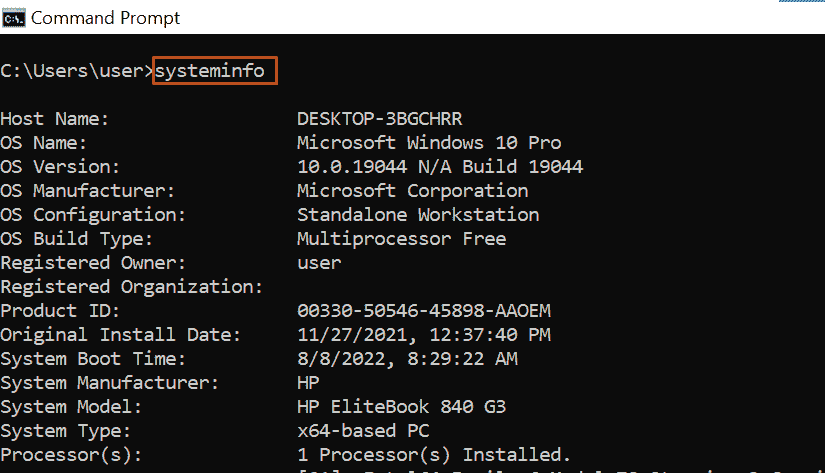 Command Prompt
C:\Users\user>systeminfo
Host Name: DESKTOP-3BGCHRR
OS Name: Microsoft Windows 10 Pro
OS Version: 10.0.19044 N/A Build 19044
OS Manufacturer: Microsoft Corporation
OS Configuration: Standalone Workstation
OS Build Type: Multiprocessor Free
Registered Owner: user
Registered Organization:
Product ID: 00330-50546-45898-AAOEM
Original Install Date: 11/27/2021, 12:37:40 PM
System Boot Time: 8/8/2022, 8:29:22 AM
System Manufacturer: HP
System Model: HP EliteBook 840 G3
System Type: x64-based PC
Processor(s): 1 Processor(s) Installed.